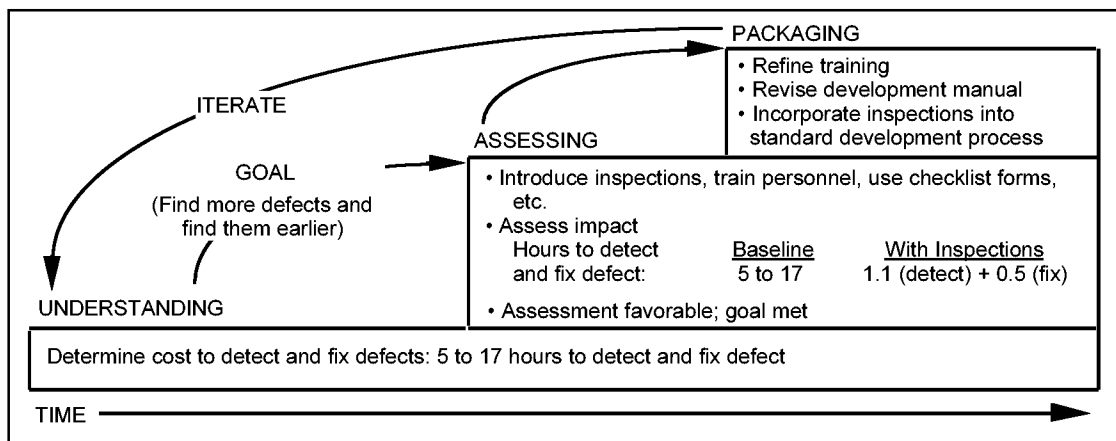 PACKAGING
• Refine training
• Revise development manual
• Incorporate inspections into
standard development process
ITERATE
ASSESSING
• Introduce inspections, train personnel, use checklist forms,
etc.
• Assess impact
Hours to detect Baseline With Inspections
and fix defect: 5 to 17 1.1 (detect) + 0.5 (fix)
• Assessment favorable; goal met
GOAL
(Find more defects and
find them earlier)
UNDERSTANDING
Determine cost to detect and fix defects: 5 to 17 hours to detect and fix defect
TIME